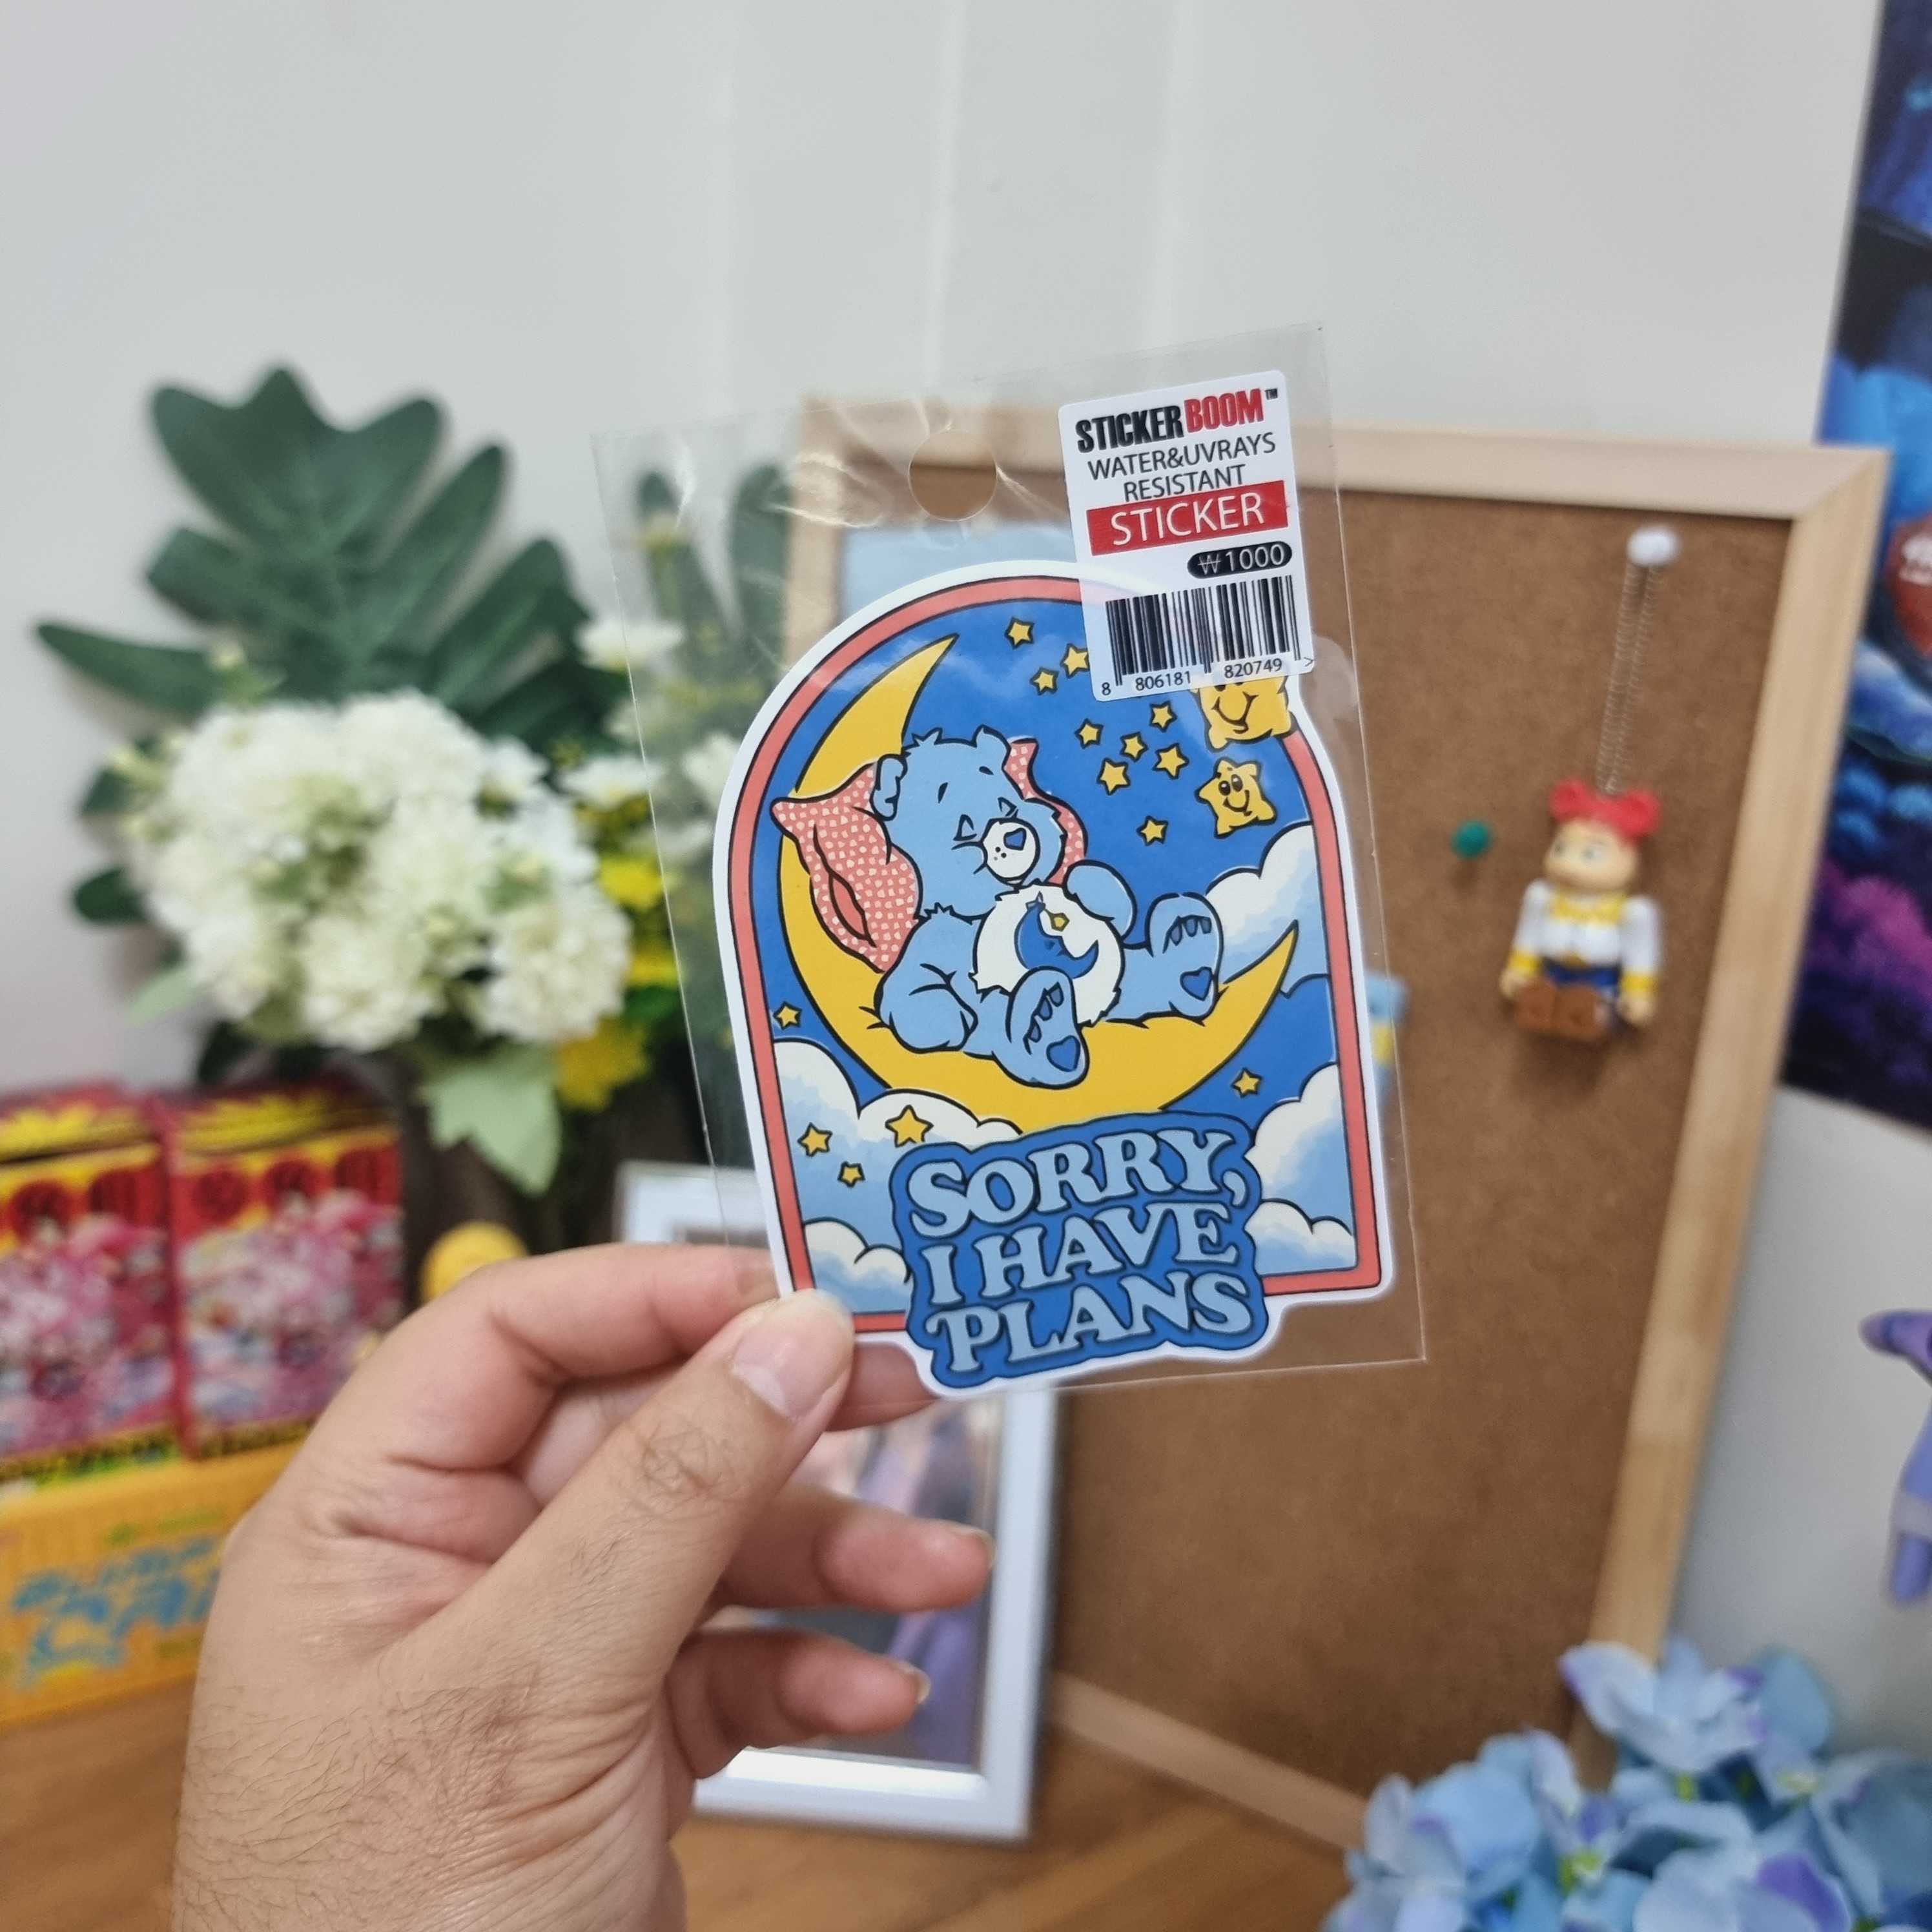 STICKER BOOM™
WATER&UVRAYS
RESISTANT
STICKER
₩1000
8 806181 820749 >
SORRY,
I HAVE
PLANS